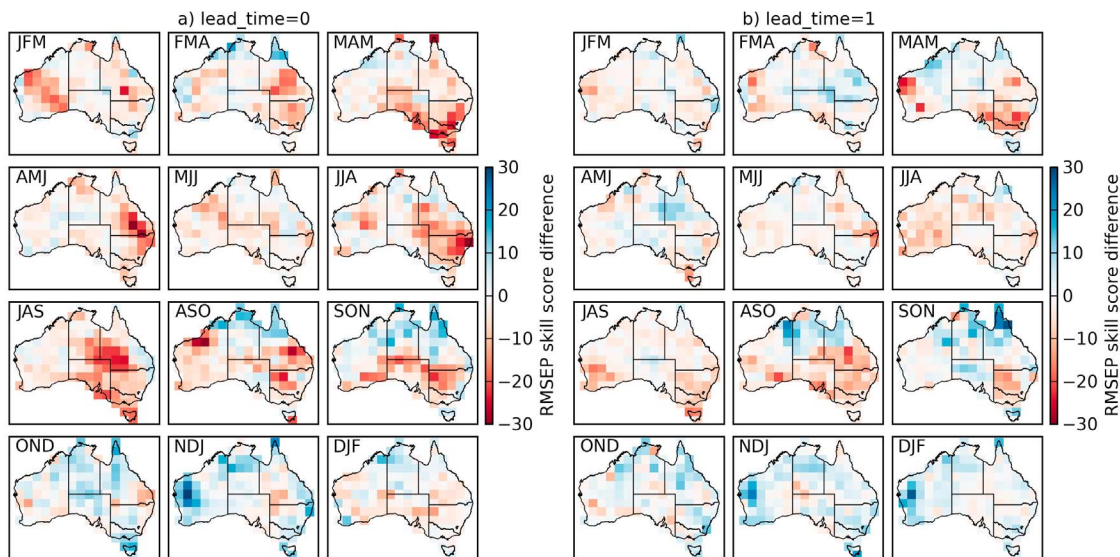 a) lead_time=0
JFM FMA MAM
AMJ MJJ JJA
JAS ASO SON
OND NDJ DJF
30
20
10
0
−10
−20
−30
RMSEP skill score difference
b) lead_time=1
JFM FMA MAM
AMJ MJJ JJA
JAS ASO SON
OND NDJ DJF
30
20
10
0
−10
−20
−30
RMSEP skill score difference